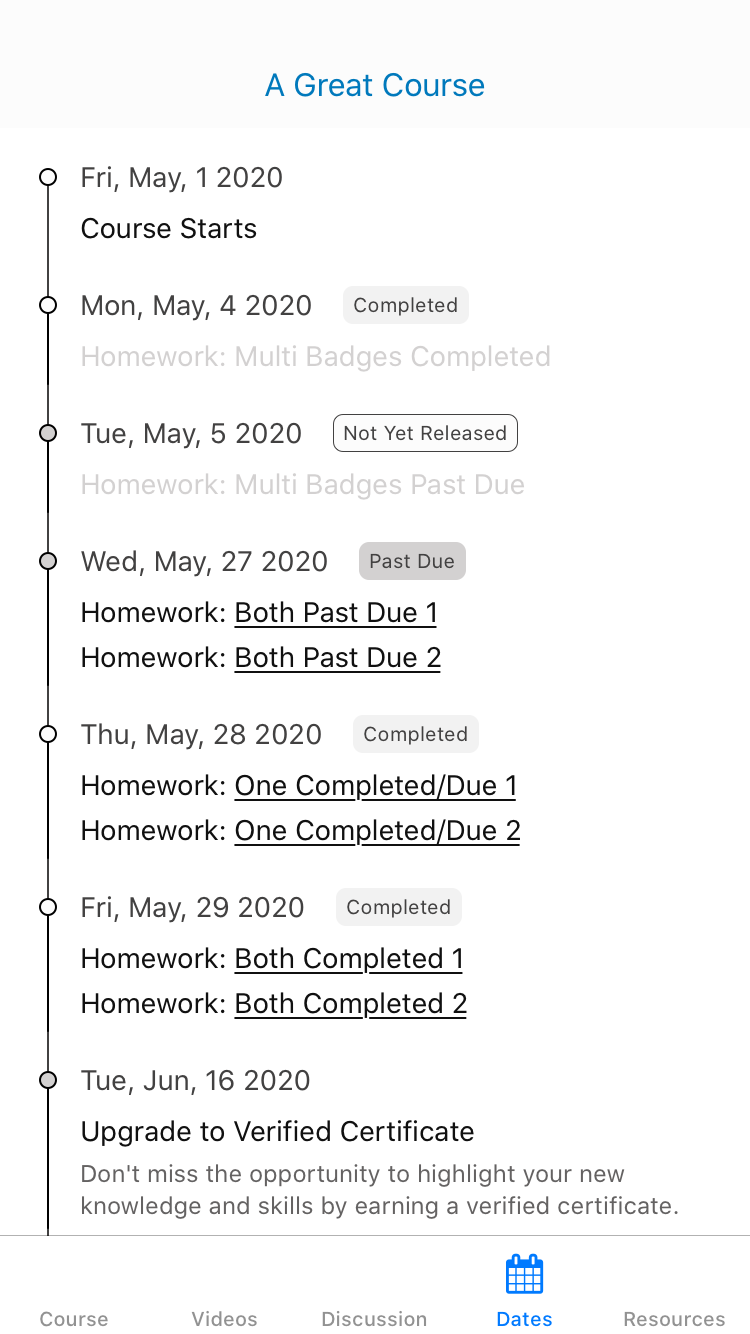 A Great Course
Fri, May, 1 2020
Course Starts
Mon, May, 4 2020 Completed
Homework: Multi Badges Completed
Tue, May, 5 2020 Not Yet Released
Homework: Multi Badges Past Due
Wed, May, 27 2020 Past Due
Homework: Both Past Due 1
Homework: Both Past Due 2
Thu, May, 28 2020 Completed
Homework: One Completed/Due 1
Homework: One Completed/Due 2
Fri, May, 29 2020 Completed
Homework: Both Completed 1
Homework: Both Completed 2
Tue, Jun, 16 2020
Upgrade to Verified Certificate
Don't miss the opportunity to highlight your new
knowledge and skills by earning a verified certificate.
Course Videos Discussion Dates Resources